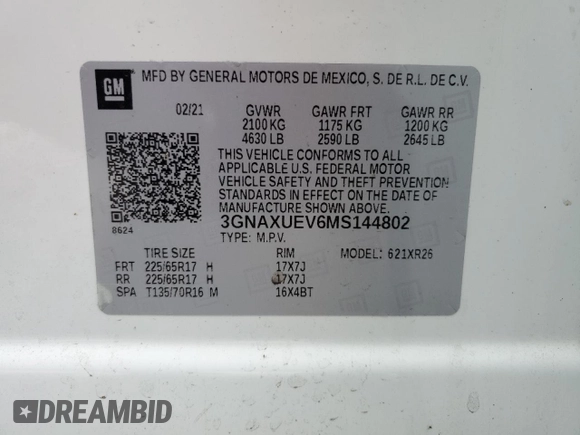 GM
MFD BY GENERAL MOTORS DE MEXICO, S. DE R.L. DE C.V.
02/21 GVWR GAWR FRT GAWR RR
2100 KG 1175 KG 1200 KG
4630 LB 2590 LB 2645 LB
THIS VEHICLE CONFORMS TO ALL
APPLICABLE U.S. FEDERAL MOTOR
VEHICLE SAFETY AND THEFT PREVENTION
STANDARDS IN EFFECT ON THE DATE OF
MANUFACTURE SHOWN ABOVE.
8624
3GNAXUEV6MS144802
TYPE: M.P.V. MODEL: 621XR26
TIRE SIZE RIM
FRT 225/65R17 H 17X7J
RR 225/65R17 H 17X7J
SPA T135/70R16 M 16X4BT
DREAMBID